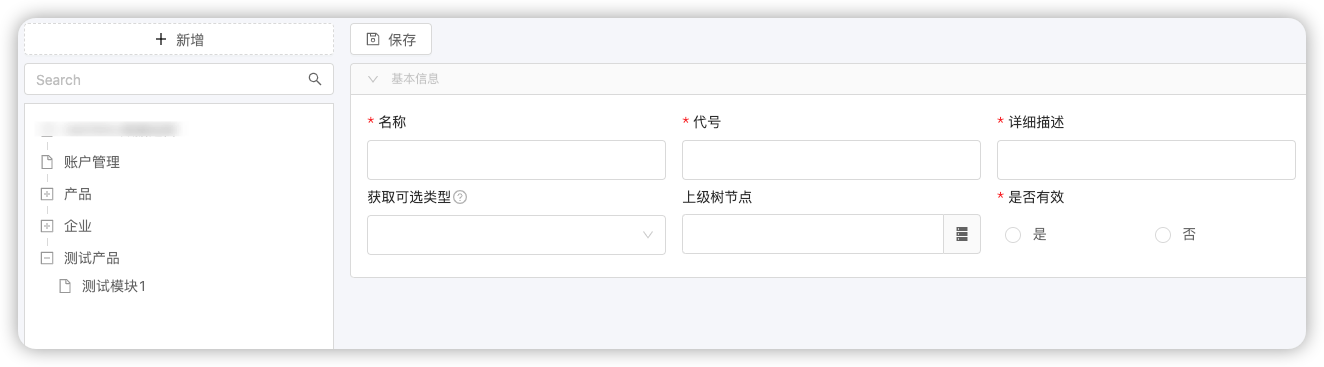 新增
Search
账户管理
产品
企业
测试产品
测试模块1
保存
基本信息
* 名称
* 代号
* 详细描述
获取可选类型
上级树节点
* 是否有效
是
否